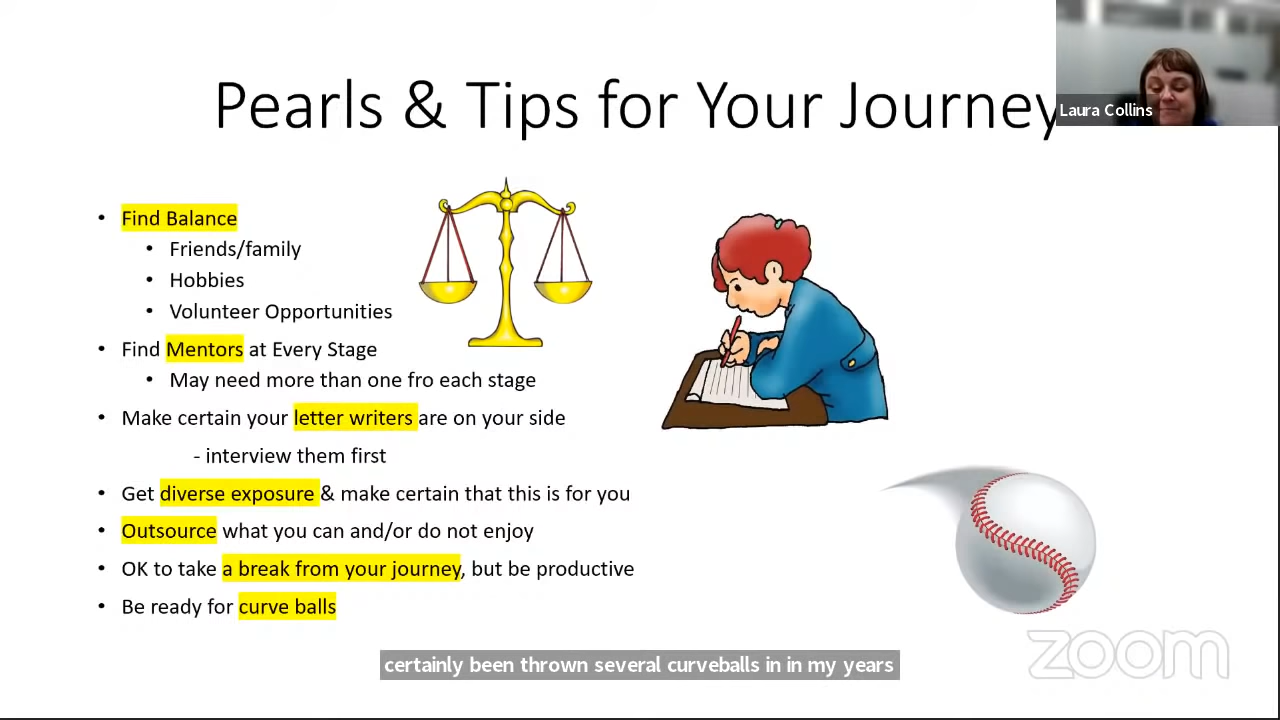 Pearls & Tips for Your Journey
Laura Collins
• Find Balance
• Friends/family
• Hobbies
• Volunteer Opportunities
• Find Mentors at Every Stage
• May need more than one fro each stage
• Make certain your letter writers are on your side
- interview them first
• Get diverse exposure & make certain that this is for you
• Outsource what you can and/or do not enjoy
• OK to take a break from your journey, but be productive
• Be ready for curve balls
zoom
certainly been thrown several curveballs in in my years